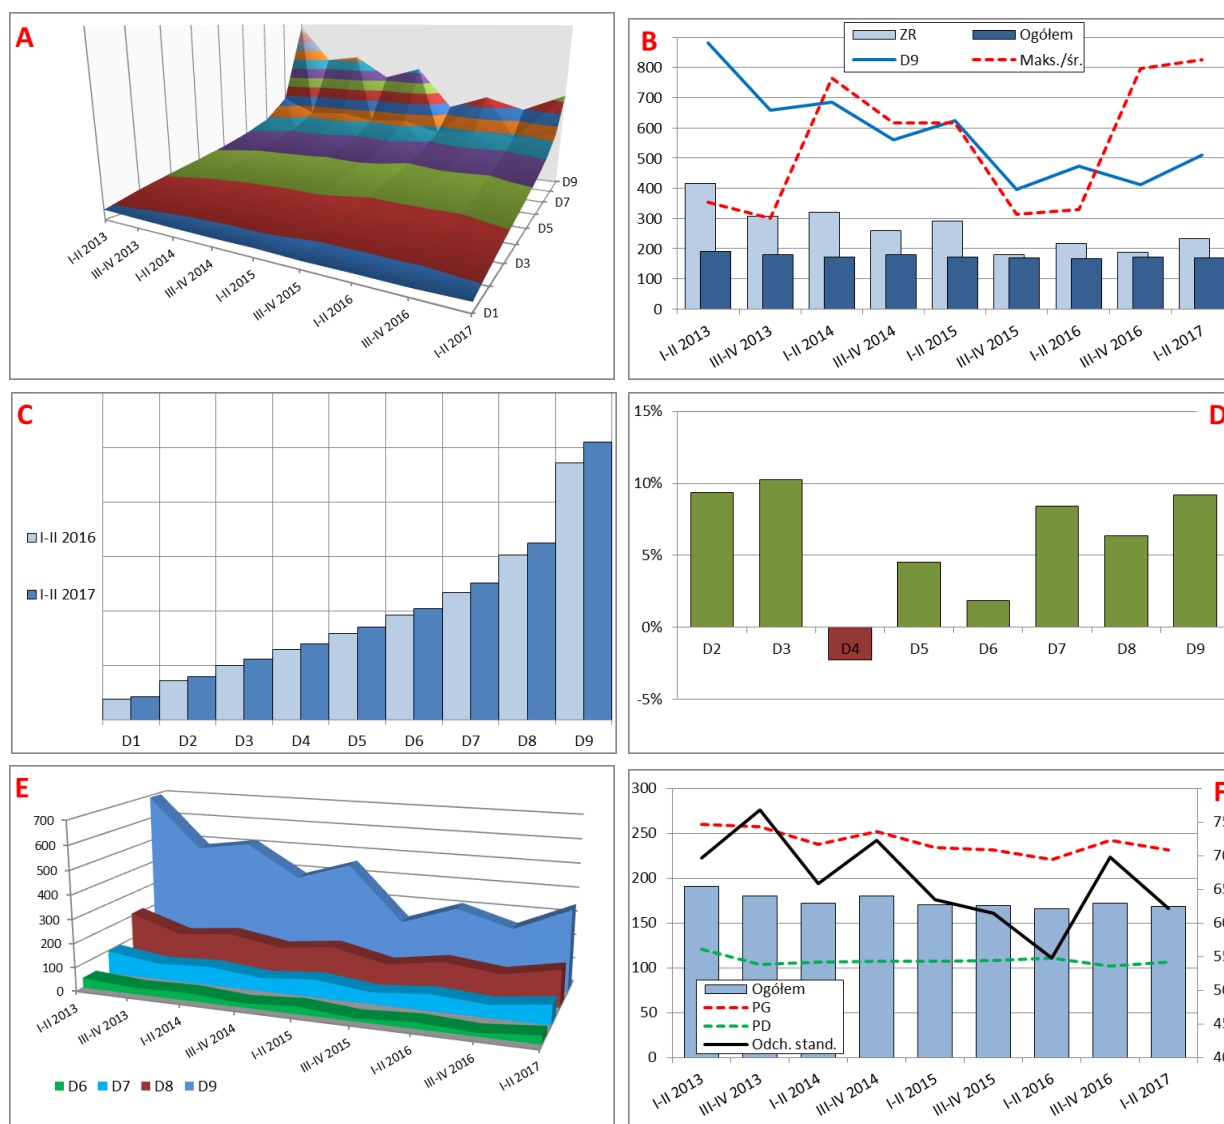 A
D9
D7
D5
D3
D1
I-II 2013
III-IV 2013
I-II 2014
III-IV 2014
I-II 2015
III-IV 2015
I-II 2016
III-IV 2016
I-II 2017
B
ZR
Ogółem
D9
Maks./śr.
800
700
600
500
400
300
200
100
0
I-II 2013
III-IV 2013
I-II 2014
III-IV 2014
I-II 2015
III-IV 2015
I-II 2016
III-IV 2016
I-II 2017
C
I-II 2016
I-II 2017
D1 D2 D3 D4 D5 D6 D7 D8 D9
D
15%
10%
5%
0%
-5%
D2 D3 D4 D5 D6 D7 D8 D9
E
700
600
500
400
300
200
100
0
I-II 2013
III-IV 2013
I-II 2014
III-IV 2014
I-II 2015
III-IV 2015
I-II 2016
III-IV 2016
I-II 2017
D6 D7 D8 D9
F
300
250
200
150
100
50
0
75
70
65
60
55
50
45
40
Ogółem
PG
PD
Odch. stand.
I-II 2013
III-IV 2013
I-II 2014
III-IV 2014
I-II 2015
III-IV 2015
I-II 2016
III-IV 2016
I-II 2017